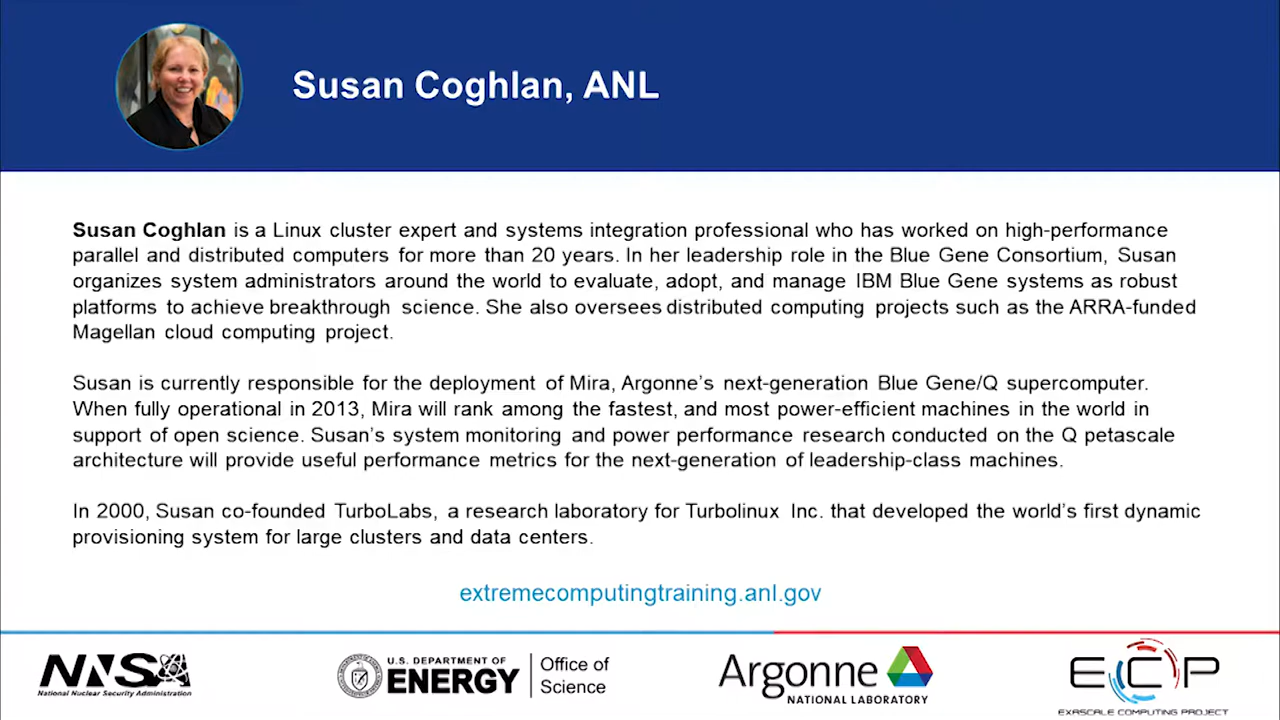 Susan Coghlan, ANL
Susan Coghlan is a Linux cluster expert and systems integration professional who has worked on high-performance
parallel and distributed computers for more than 20 years. In her leadership role in the Blue Gene Consortium, Susan
organizes system administrators around the world to evaluate, adopt, and manage IBM Blue Gene systems as robust
platforms to achieve breakthrough science. She also oversees distributed computing projects such as the ARRA-funded
Magellan cloud computing project.
Susan is currently responsible for the deployment of Mira, Argonne's next-generation Blue Gene/Q supercomputer.
When fully operational in 2013, Mira will rank among the fastest, and most power-efficient machines in the world in
support of open science. Susan's system monitoring and power performance research conducted on the Q petascale
architecture will provide useful performance metrics for the next-generation of leadership-class machines.
In 2000, Susan co-founded TurboLabs, a research laboratory for Turbolinux Inc. that developed the world's first dynamic
provisioning system for large clusters and data centers.
extremecomputingtraining.anl.gov
NNSA
National Nuclear Security Administration
U.S. DEPARTMENT OF
ENERGY
Office of
Science
Argonne
NATIONAL LABORATORY
ECP
EXASCALE COMPUTING PROJECT